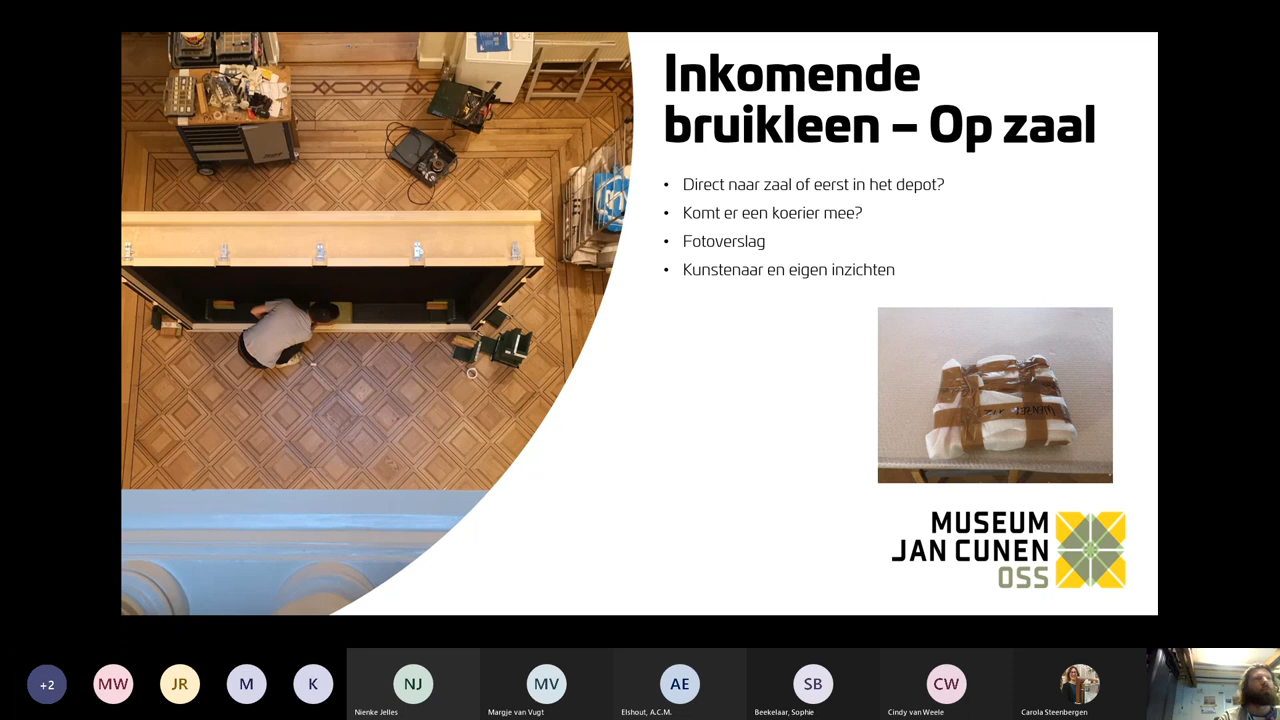 Inkomende
bruikleen – Op zaal
• Direct naar zaal of eerst in het depot?
• Komt er een koerier mee?
• Fotoverslag
• Kunstenaar en eigen inzichten
MUSEUM
JAN CUNEN
OSS
+2
MW
JR
M
K
NJ
MV
AE
SB
CW
Nienke Jelles
Margje van Vugt
Elshout, A.C.M.
Beekelaar, Sophie
Cindy van Weele
Carola Steenbergen